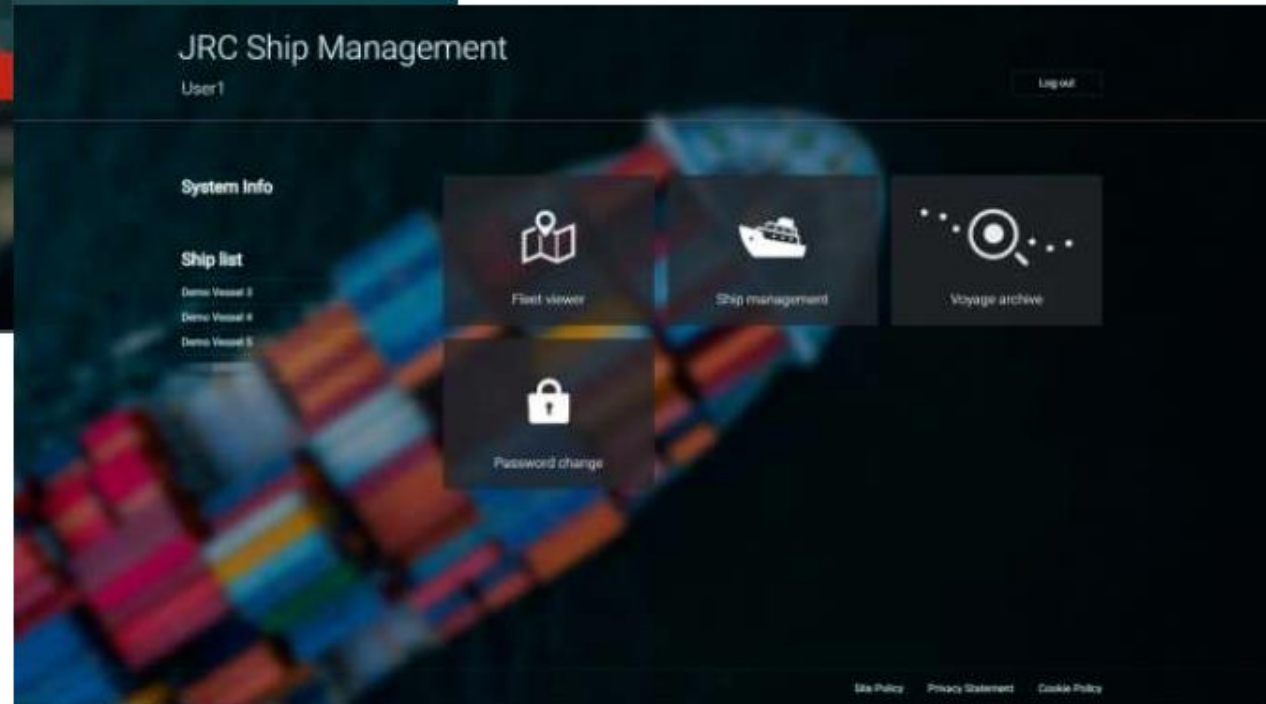 JRC Ship Management
User1
Log out
System Info
Ship list
Demo Vessel 3
Demo Vessel 4
Demo Vessel 5
Fleet viewer
Ship management
Voyage archive
Password change
Site Policy
Privacy Statement
Cookie Policy